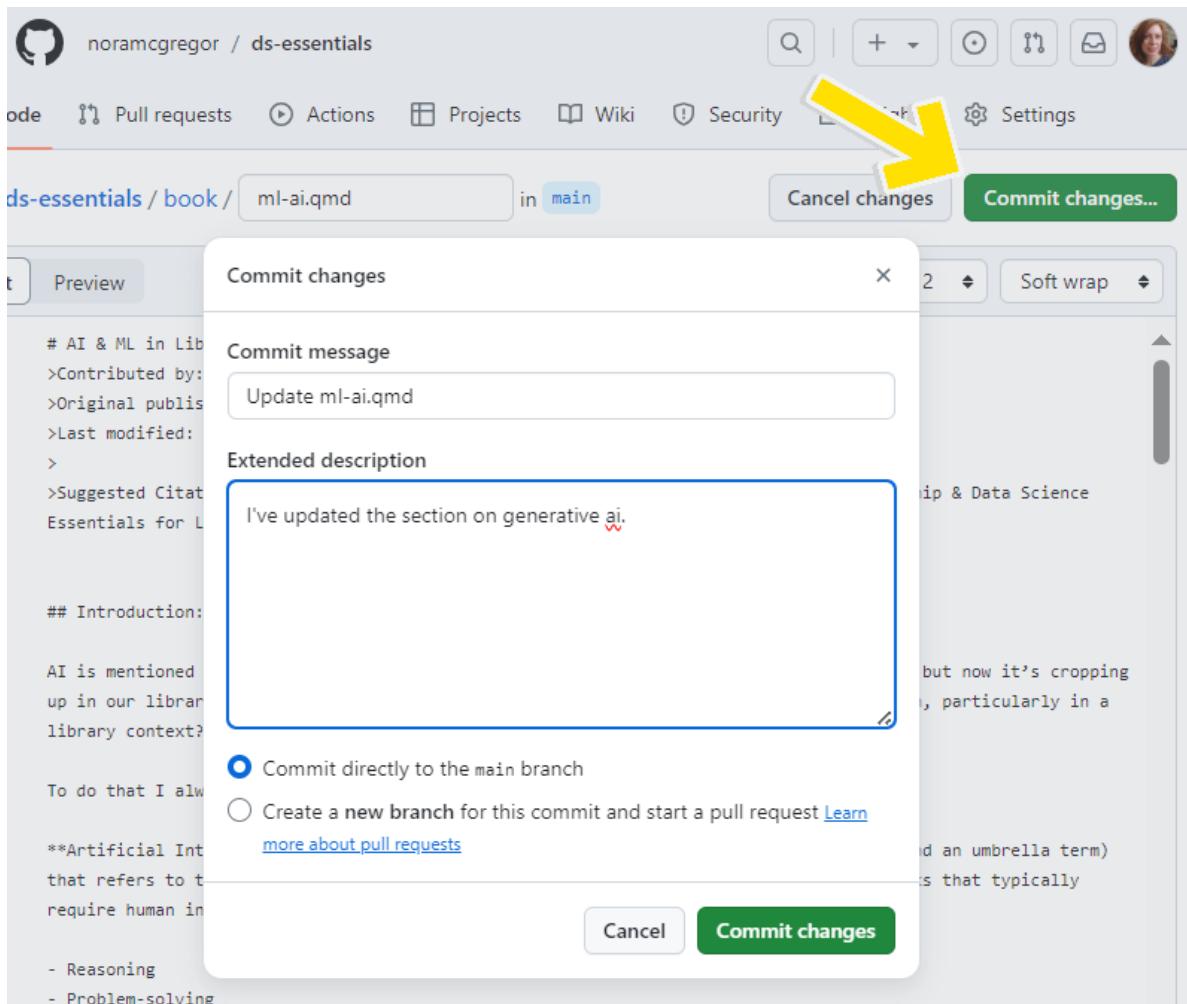 noramcgregor / ds-essentials
ode Pull requests Actions Projects Wiki Security Settings
ds-essentials / book / ml-ai.qmd in main Cancel changes Commit changes...
t Preview 2 Soft wrap
Commit changes
Commit message
Update ml-ai.qmd
Extended description
I've updated the section on generative ai.
Commit directly to the main branch
Create a new branch for this commit and start a pull request Learn
more about pull requests
Cancel Commit changes
# AI & ML in Lib
>Contributed by:
>Original publis
>Last modified:
>
>Suggested Citat ip & Data Science
Essentials for L
## Introduction:
AI is mentioned but now it's cropping
up in our librar , particularly in a
library context?
To do that I alw
**Artificial Int d an umbrella term)
that refers to t s that typically
require human in
- Reasoning
- Problem-solving